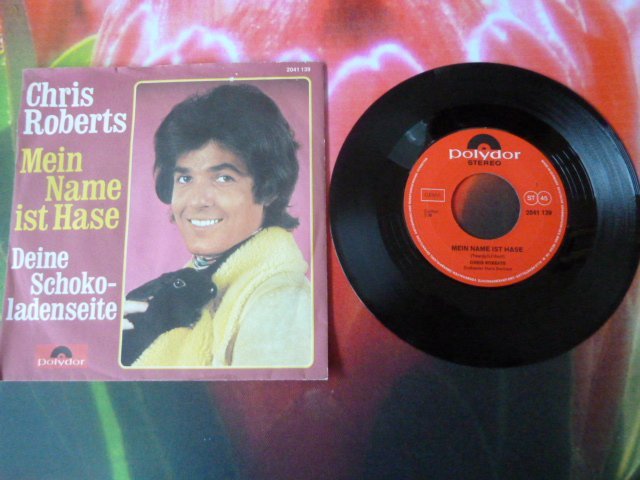 2041 139
Chris
Roberts
Mein
Name
ist Hase
Deine
Schoko-
ladenseite
Polydor
Polydor
STEREO
GEMA
ST 45
2041 139
MEIN NAME IST HASE
CHRIS ROBERTS